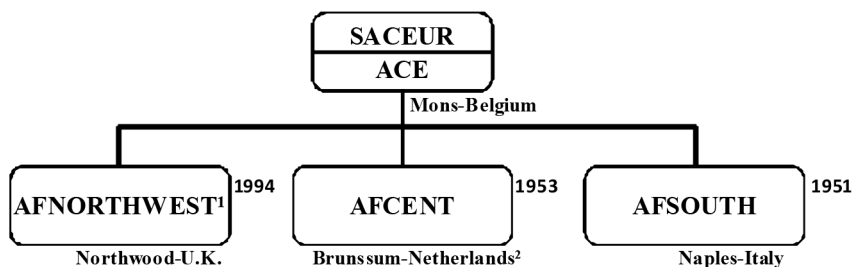 SACEUR
ACE
Mons-Belgium
AFNORTHWEST¹ 1994
AFCENT 1953
AFSOUTH 1951
Northwood-U.K.
Brunssum-Netherlands²
Naples-Italy